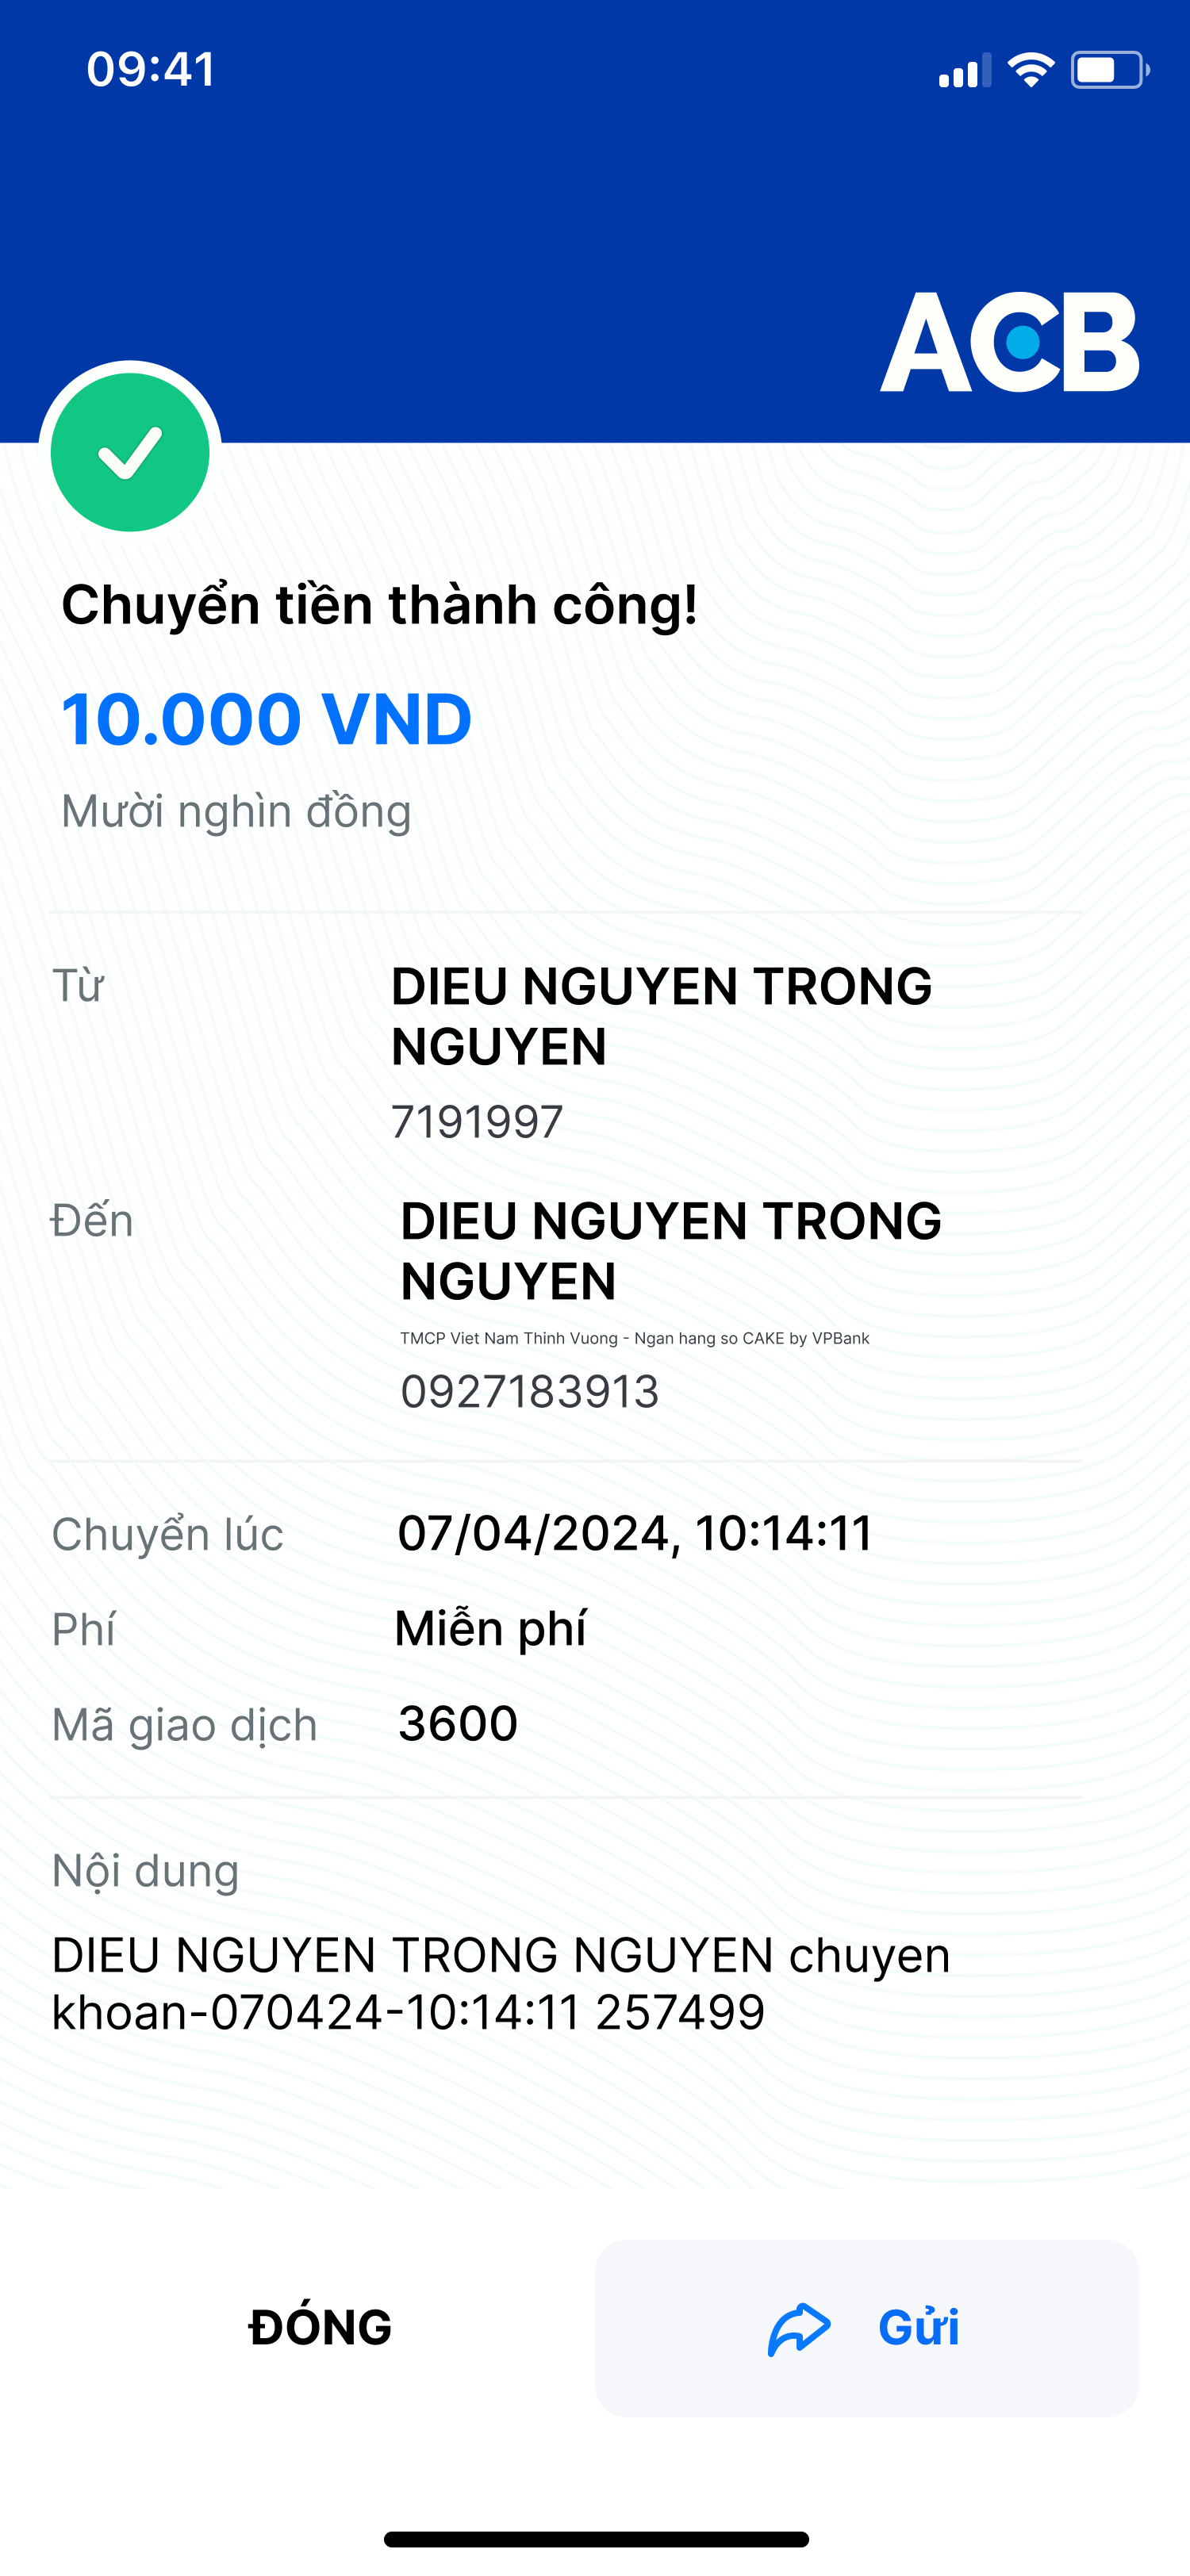 09:41
ACB
Chuyển tiền thành công!
10.000 VND
Mười nghìn đồng
Từ
DIEU NGUYEN TRONG
NGUYEN
7191997
Đến
DIEU NGUYEN TRONG
NGUYEN
TMCP Viet Nam Thinh Vuong - Ngan hang so CAKE by VPBank
0927183913
Chuyển lúc
07/04/2024, 10:14:11
Phí
Miễn phí
Mã giao dịch
3600
Nội dung
DIEU NGUYEN TRONG NGUYEN chuyen
khoan-070424-10:14:11 257499
ĐÓNG
Gửi